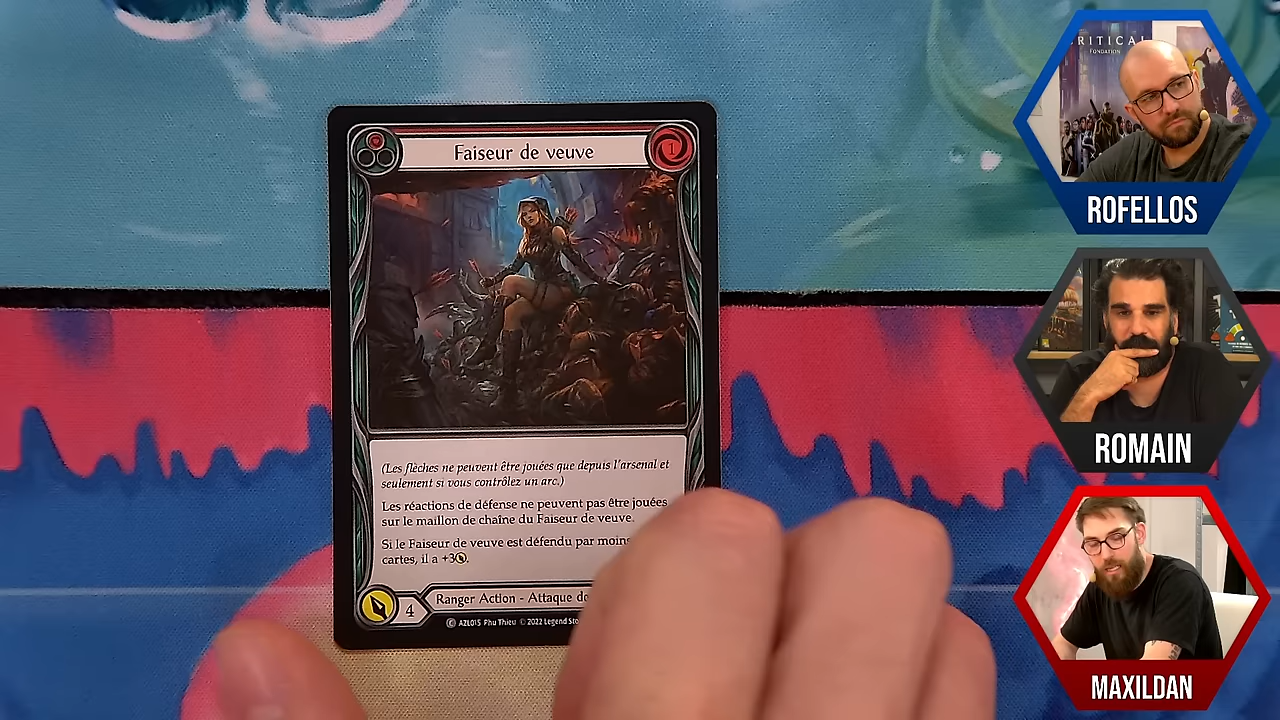 Faiseur de veuve
1
(Les flèches ne peuvent être jouées que depuis l'arsenal et
seulement si vous contrôlez un arc.)
Les réactions de défense ne peuvent pas être jouées
sur le maillon de chaîne du Faiseur de veuve.
Si le Faiseur de veuve est défendu par moins
cartes, il a +3
4
Ranger Action - Attaque
AZL015 Phu Thieu © 2022 Legend
RITICAL
FONDATION
ROFELLOS
ROMAIN
MAXILDAN